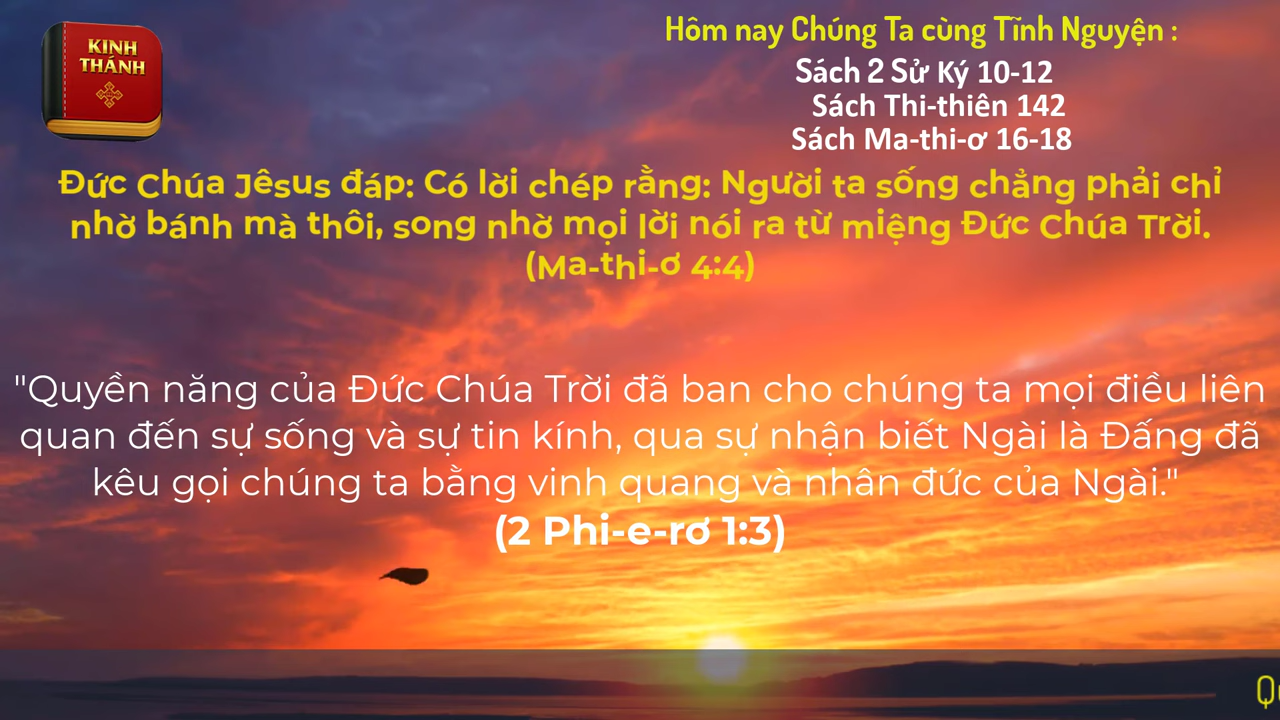 KINH
THÁNH
Hôm nay Chúng Ta cùng Tĩnh Nguyện :
Sách 2 Sử Ký 10-12
Sách Thi-thiên 142
Sách Ma-thi-ơ 16-18
Đức Chúa Jêsus đáp: Có lời chép rằng: Người ta sống chẳng phải chỉ
nhờ bánh mà thôi, song nhờ mọi lời nói ra từ miệng Đức Chúa Trời.
(Ma-thi-ơ 4:4)
"Quyền năng của Đức Chúa Trời đã ban cho chúng ta mọi điều liên
quan đến sự sống và sự tin kính, qua sự nhận biết Ngài là Đấng đã
kêu gọi chúng ta bằng vinh quang và nhân đức của Ngài."
(2 Phi-e-rơ 1:3)